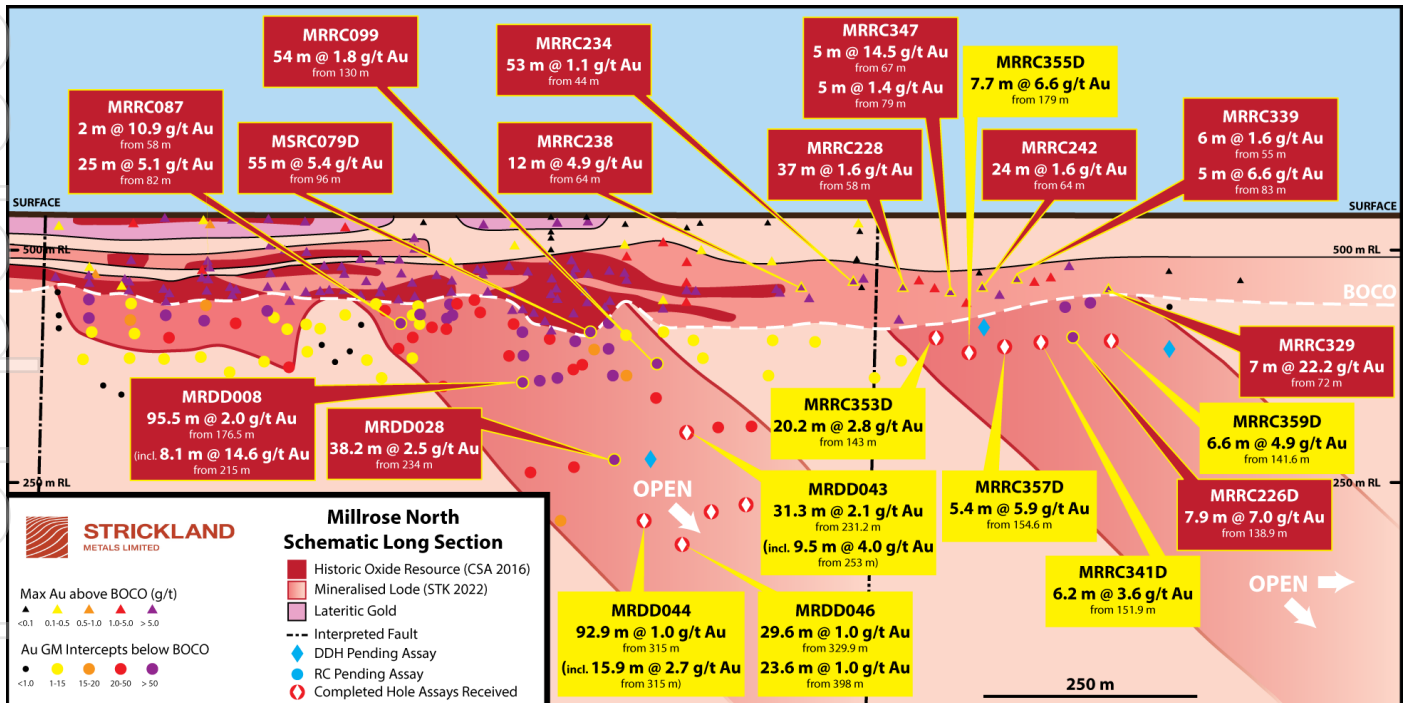 MRRC099
54 m @ 1.8 g/t Au
from 130 m
MRRC234
53 m @ 1.1 g/t Au
from 44 m
MRRC347
5 m @ 14.5 g/t Au
from 67 m
5 m @ 1.4 g/t Au
from 79 m
MRRC355D
7.7 m @ 6.6 g/t Au
from 179 m
MRRC087
2 m @ 10.9 g/t Au
from 58 m
25 m @ 5.1 g/t Au
from 82 m
MSRC079D
55 m @ 5.4 g/t Au
from 96 m
MRRC238
12 m @ 4.9 g/t Au
from 64 m
MRRC228
37 m @ 1.6 g/t Au
from 58 m
MRRC242
24 m @ 1.6 g/t Au
from 64 m
MRRC339
6 m @ 1.6 g/t Au
from 55 m
5 m @ 6.6 g/t Au
from 83 m
SURFACE
SURFACE
500 m RL
500 m RL
BOCO
MRRC329
7 m @ 22.2 g/t Au
from 72 m
MRDD008
95.5 m @ 2.0 g/t Au
from 176.5 m
(incl. 8.1 m @ 14.6 g/t Au
from 215 m
MRDD028
38.2 m @ 2.5 g/t Au
from 234 m
MRRC353D
20.2 m @ 2.8 g/t Au
from 143 m
MRRC359D
6.6 m @ 4.9 g/t Au
from 141.6 m
250 m RL
250 m RL
OPEN
MRDD043
31.3 m @ 2.1 g/t Au
from 231.2 m
(incl. 9.5 m @ 4.0 g/t Au
from 253 m)
MRRC357D
5.4 m @ 5.9 g/t Au
from 154.6 m
MRRC226D
7.9 m @ 7.0 g/t Au
from 138.9 m
MRRC341D
6.2 m @ 3.6 g/t Au
from 151.9 m
OPEN
MRDD044
92.9 m @ 1.0 g/t Au
from 315 m
(incl. 15.9 m @ 2.7 g/t Au
from 315 m)
MRDD046
29.6 m @ 1.0 g/t Au
from 329.9 m
23.6 m @ 1.0 g/t Au
from 398 m
250 m
STRICKLAND
METALS LIMITED
Max Au above BOCO (g/t)
<0.1 0.1-0.5 0.5-1.0 1.0-5.0 > 5.0
Au GM Intercepts below BOCO
<1.0 1-15 15-20 20-50 > 50
Millrose North
Schematic Long Section
Historic Oxide Resource (CSA 2016)
Mineralised Lode (STK 2022)
Lateritic Gold
Interpreted Fault
DDH Pending Assay
RC Pending Assay
Completed Hole Assays Received